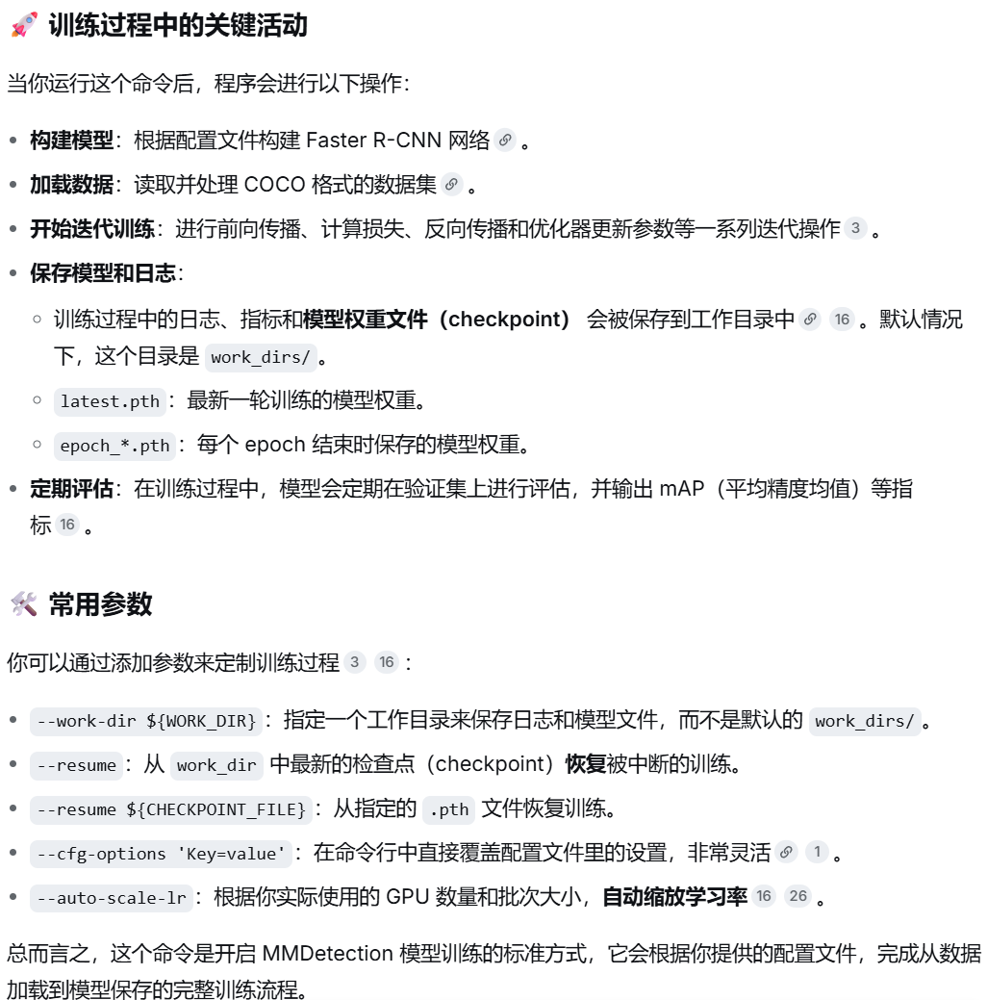 🚀 训练过程中的关键活动
当你运行这个命令后，程序会进行以下操作：
• 构建模型：根据配置文件构建 Faster R-CNN 网络 。
• 加载数据：读取并处理 COCO 格式的数据集 。
• 开始迭代训练：进行前向传播、计算损失、反向传播和优化器更新参数等一系列迭代操作 3 。
• 保存模型和日志：
○ 训练过程中的日志、指标和模型权重文件（checkpoint） 会被保存到工作目录中 16 。默认情况
下，这个目录是 work_dirs/ 。
○ latest.pth ：最新一轮训练的模型权重。
○ epoch_*.pth ：每个 epoch 结束时保存的模型权重。
• 定期评估：在训练过程中，模型会定期在验证集上进行评估，并输出 mAP（平均精度均值）等指
标 16 。
🛠 常用参数
你可以通过添加参数来定制训练过程 3 16 ：
• --work-dir ${WORK_DIR} ：指定一个工作目录来保存日志和模型文件，而不是默认的 work_dirs/ 。
• --resume ：从 work_dir 中最新的检查点（checkpoint）恢复被中断的训练。
• --resume ${CHECKPOINT_FILE} ：从指定的 .pth 文件恢复训练。
• --cfg-options 'Key=value' ：在命令行中直接覆盖配置文件里的设置，非常灵活 1 。
• --auto-scale-lr ：根据你实际使用的 GPU 数量和批次大小，自动缩放学习率 16 26 。
总而言之，这个命令是开启 MMDetection 模型训练的标准方式，它会根据你提供的配置文件，完成从数据
加载到模型保存的完整训练流程。